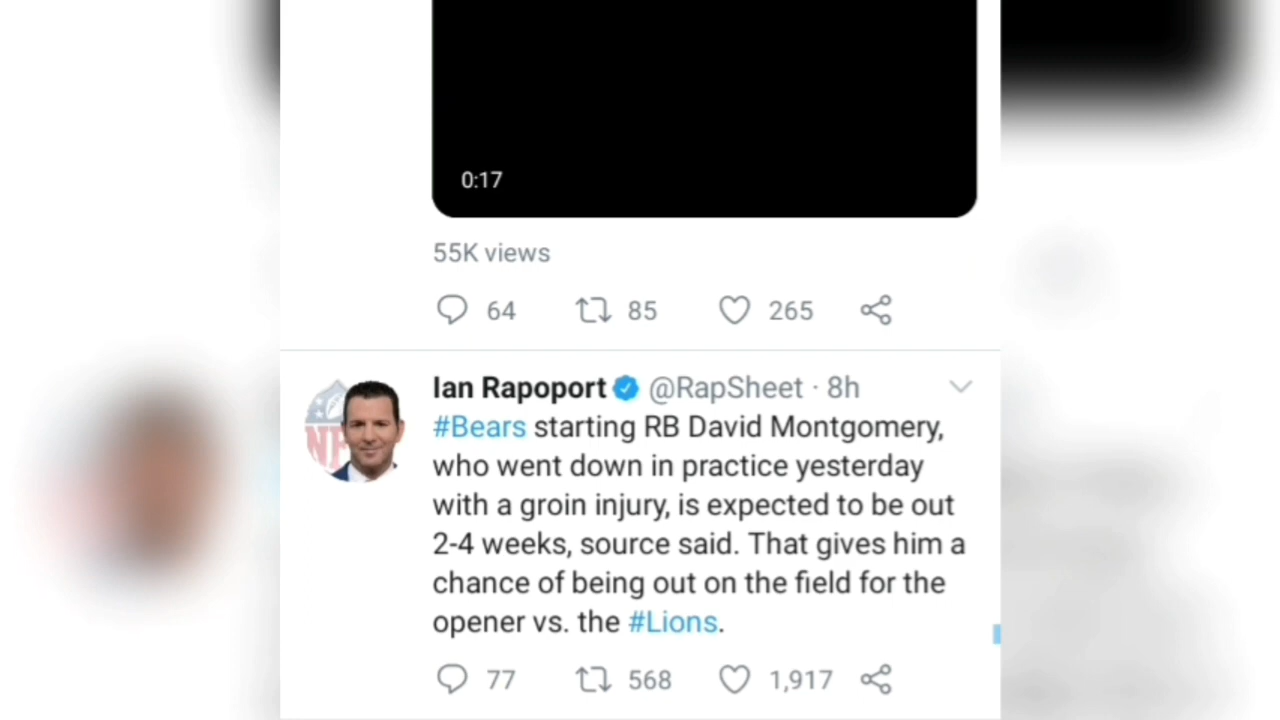 0:17
55K views
64 85 265
Ian Rapoport @RapSheet · 8h
#Bears starting RB David Montgomery,
who went down in practice yesterday
with a groin injury, is expected to be out
2-4 weeks, source said. That gives him a
chance of being out on the field for the
opener vs. the #Lions.
77 568 1,917